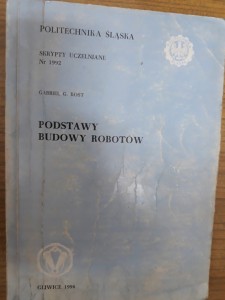 POLITECHNIKA ŚLĄSKA
SKRYPTY UCZELNIANE
Nr 1992
GABRIEL G. KOST
PODSTAWY
BUDOWY ROBOTÓW
GLIWICE 1996